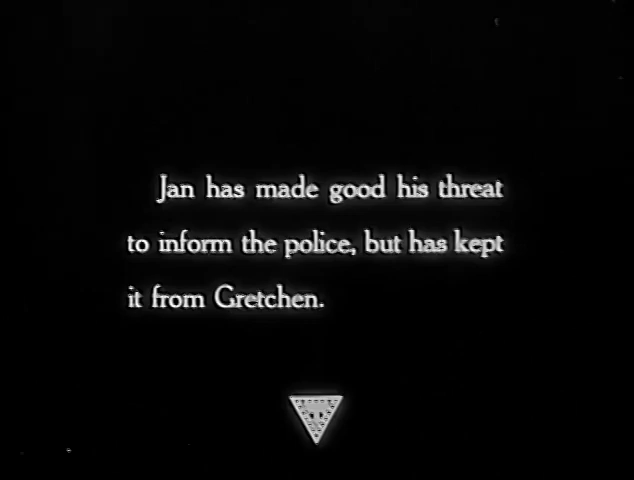 Jan has made good his threat
to inform the police, but has kept
it from Gretchen.